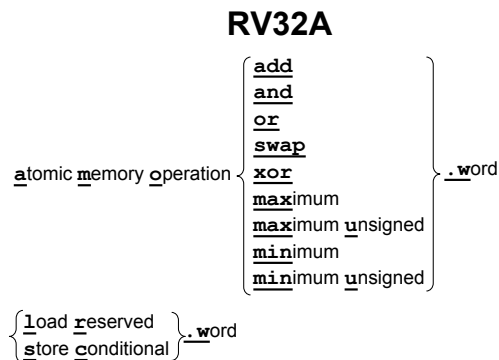 RV32A
add
and
or
swap
atomic memory operation xor .word
maximum
maximum unsigned
minimum
minimum unsigned
load reserved
store conditional .word